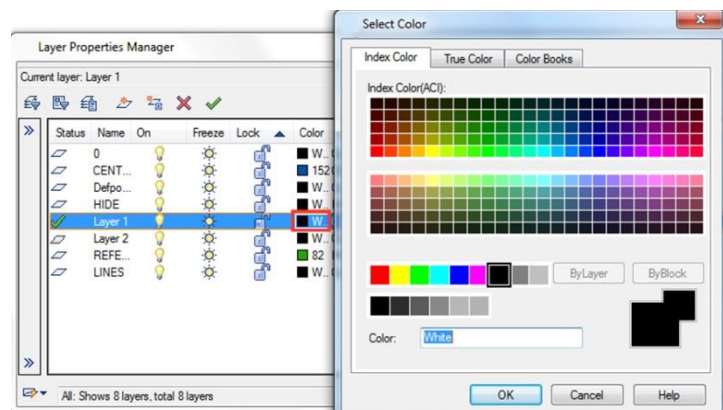 Layer Properties Manager
Current layer: Layer 1
Status Name On Freeze Lock Color
0 W..
CENT... 152
Defpo... W..
HIDE W..
Layer 1 W
Layer 2 W..
REFE... 82
LINES W..
All: Shows 8 layers, total 8 layers
Select Color
Index Color True Color Color Books
Index Color(ACI):
ByLayer ByBlock
Color: White
OK Cancel Help